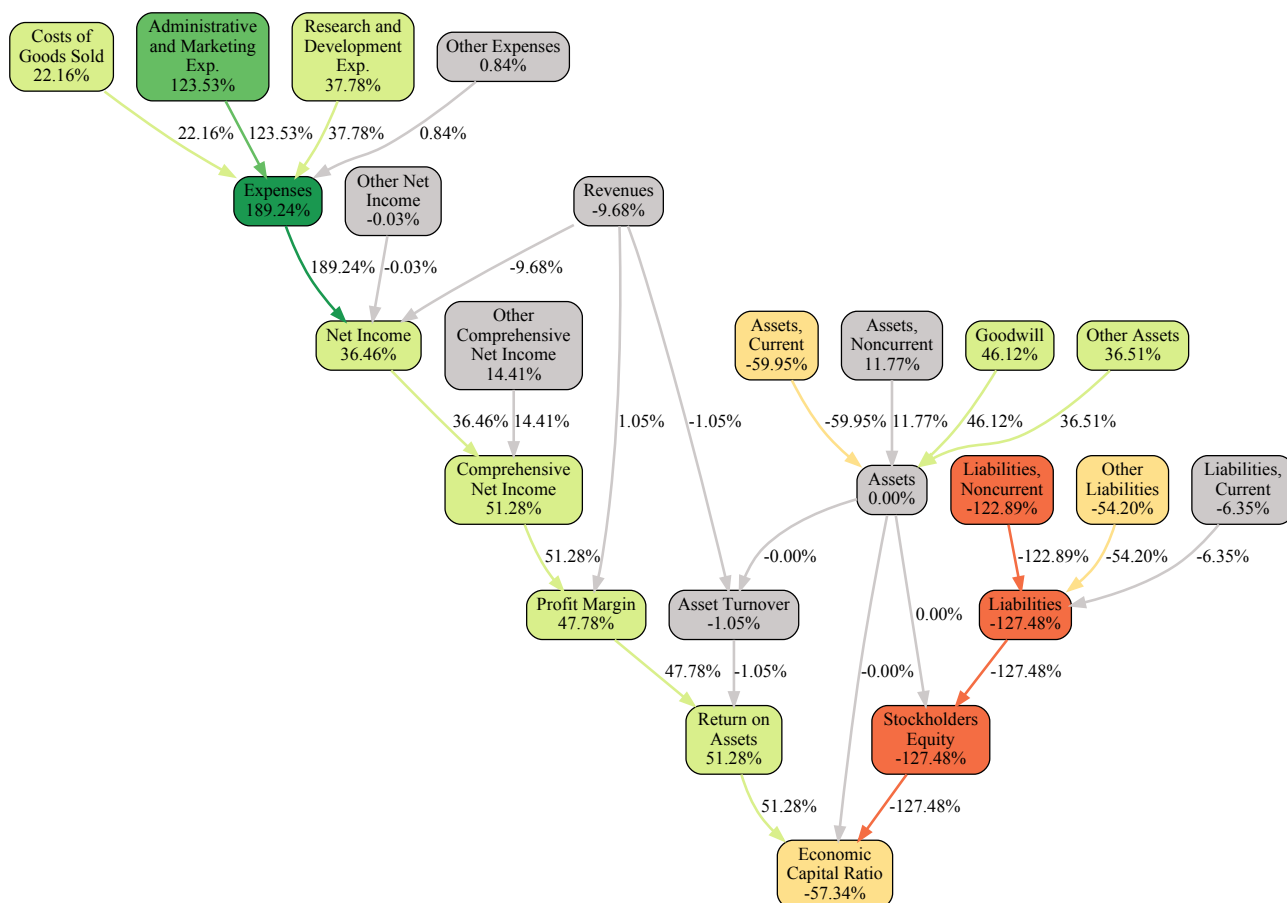 Costs of
Goods Sold
22.16%
Administrative
and Marketing
Exp.
123.53%
Research and
Development
Exp.
37.78%
Other Expenses
0.84%
22.16%
123.53%
37.78%
0.84%
Expenses
189.24%
Other Net
Income
-0.03%
Revenues
-9.68%
189.24%
-0.03%
-9.68%
Net Income
36.46%
Other
Comprehensive
Net Income
14.41%
Assets,
Current
-59.95%
Assets,
Noncurrent
11.77%
Goodwill
46.12%
Other Assets
36.51%
36.46%
14.41%
1.05%
-1.05%
-59.95%
11.77%
46.12%
36.51%
Comprehensive
Net Income
51.28%
Assets
0.00%
Liabilities,
Noncurrent
-122.89%
Other
Liabilities
-54.20%
Liabilities,
Current
-6.35%
51.28%
-0.00%
-122.89%
-54.20%
-6.35%
Profit Margin
47.78%
Asset Turnover
-1.05%
0.00%
Liabilities
-127.48%
47.78%
-1.05%
-0.00%
-127.48%
Return on
Assets
51.28%
Stockholders
Equity
-127.48%
51.28%
-127.48%
Economic
Capital Ratio
-57.34%